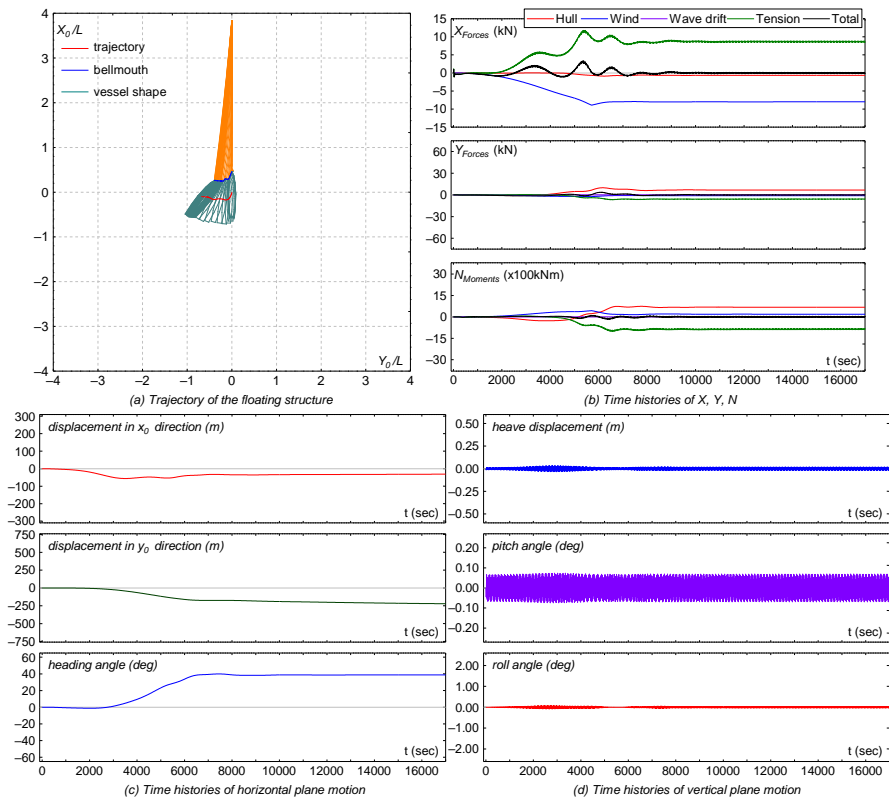 X0 /L
trajectory
bellmouth
vessel shape
4
3
2
1
0
−1
−2
−3
−4
Y0 /L
−4 −3 −2 −1 0 1 2 3 4
(a) Trajectory of the floating structure
Hull Wind Wave drift Tension Total
XForces (kN)
15
10
5
0
−5
−10
−15
YForces (kN)
60
30
0
−30
−60
NMoments (x100kNm)
30
15
0
−15
−30
t (sec)
0 2000 4000 6000 8000 10000 12000 14000 16000
(b) Time histories of X, Y, N
displacement in x0 direction (m)
300
200
100
0
−100
−200
−300
t (sec)
displacement in y0 direction (m)
750
500
250
0
−250
−500
−750
t (sec)
heading angle (deg)
60
40
20
0
−20
−40
−60
t (sec)
0 2000 4000 6000 8000 10000 12000 14000 16000
(c) Time histories of horizontal plane motion
heave displacement (m)
0.50
0.25
0.00
−0.25
−0.50
t (sec)
pitch angle (deg)
0.20
0.10
0.00
−0.10
−0.20
t (sec)
roll angle (deg)
2.00
1.00
0.00
−1.00
−2.00
t (sec)
0 2000 4000 6000 8000 10000 12000 14000 16000
(d) Time histories of vertical plane motion